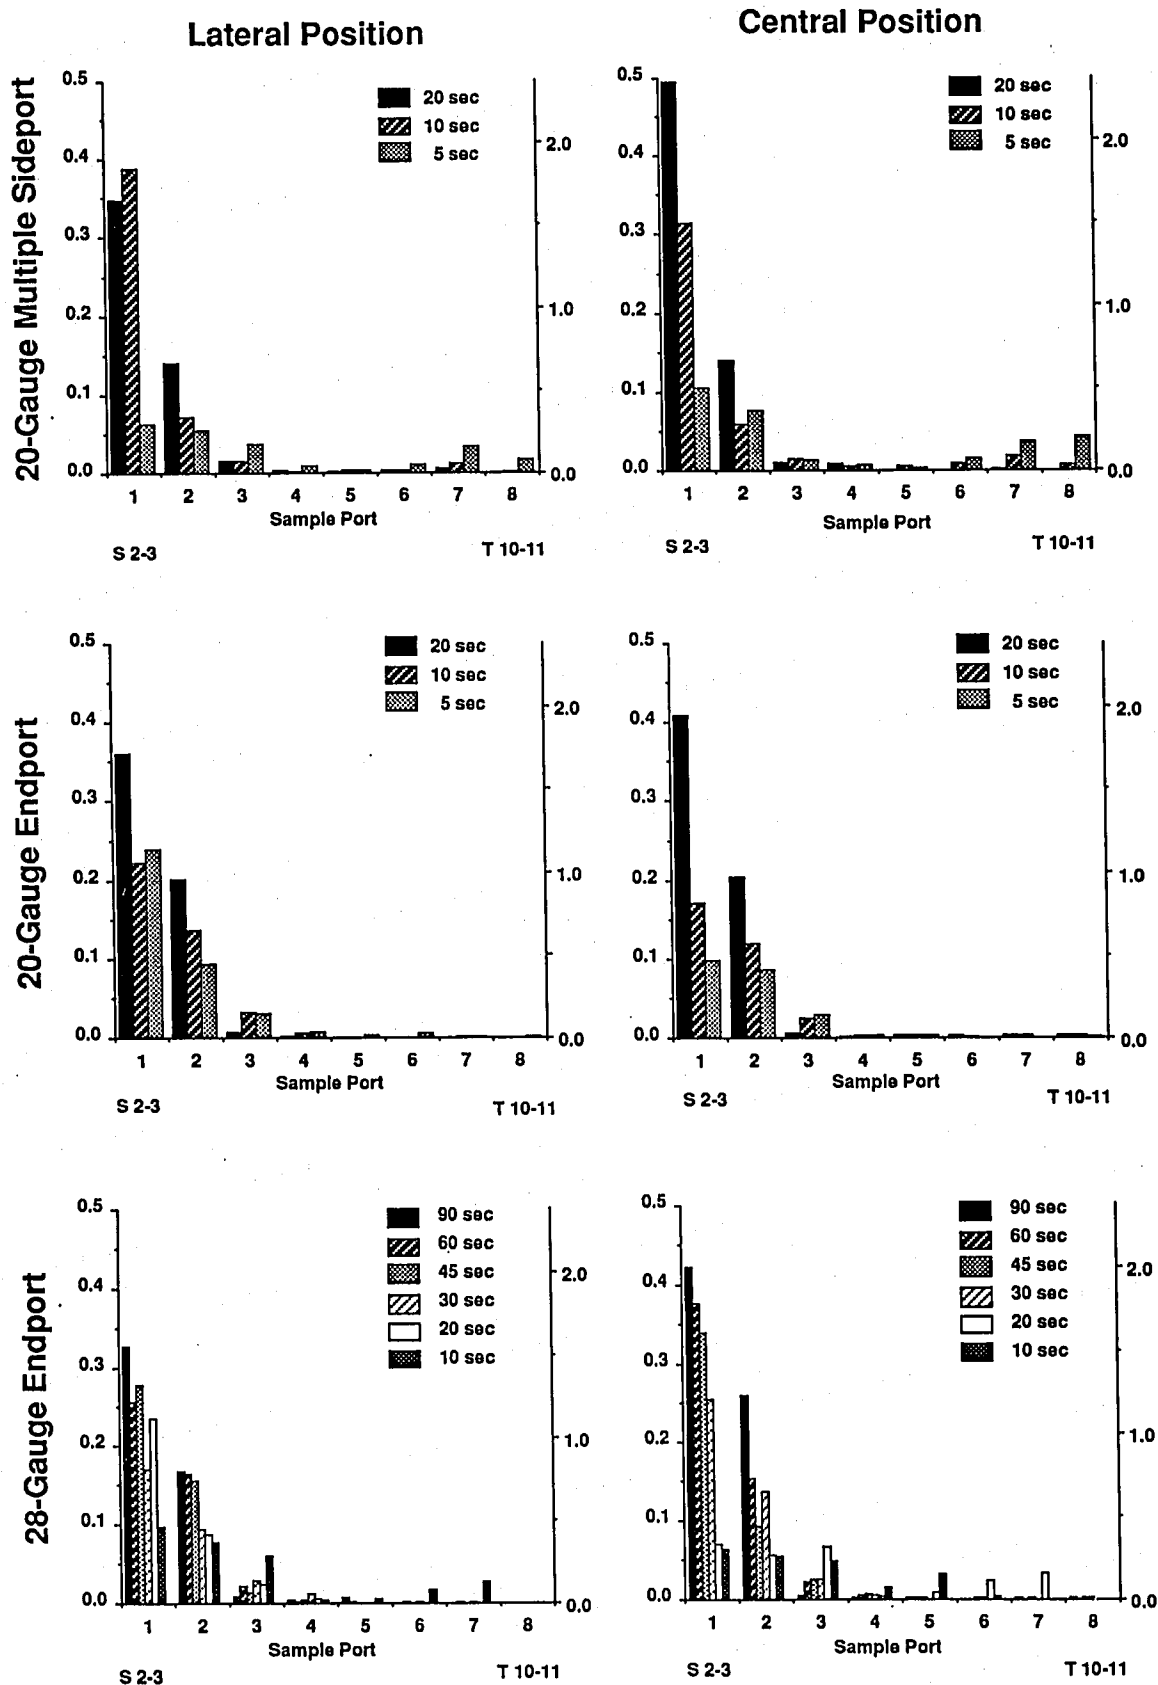 Lateral Position
Central Position
20-Gauge Multiple Sideport
0.5
0.4
0.3
0.2
0.1
0.0
20 sec
10 sec
5 sec
2.0
1.0
0.0
1 2 3 4 5 6 7 8
Sample Port
S 2-3
T 10-11
0.5
0.4
0.3
0.2
0.1
0.0
20 sec
10 sec
5 sec
2.0
1.0
0.0
1 2 3 4 5 6 7 8
Sample Port
S 2-3
T 10-11
20-Gauge Endport
0.5
0.4
0.3
0.2
0.1
0.0
20 sec
10 sec
5 sec
2.0
1.0
0.0
1 2 3 4 5 6 7 8
Sample Port
S 2-3
T 10-11
0.5
0.4
0.3
0.2
0.1
0.0
20 sec
10 sec
5 sec
2.0
1.0
0.0
1 2 3 4 5 6 7 8
Sample Port
S 2-3
T 10-11
28-Gauge Endport
0.5
0.4
0.3
0.2
0.1
0.0
90 sec
60 sec
45 sec
30 sec
20 sec
10 sec
2.0
1.0
0.0
1 2 3 4 5 6 7 8
Sample Port
S 2-3
T 10-11
0.5
0.4
0.3
0.2
0.1
0.0
90 sec
60 sec
45 sec
30 sec
20 sec
10 sec
2.0
1.0
0.0
1 2 3 4 5 6 7 8
Sample Port
S 2-3
T 10-11